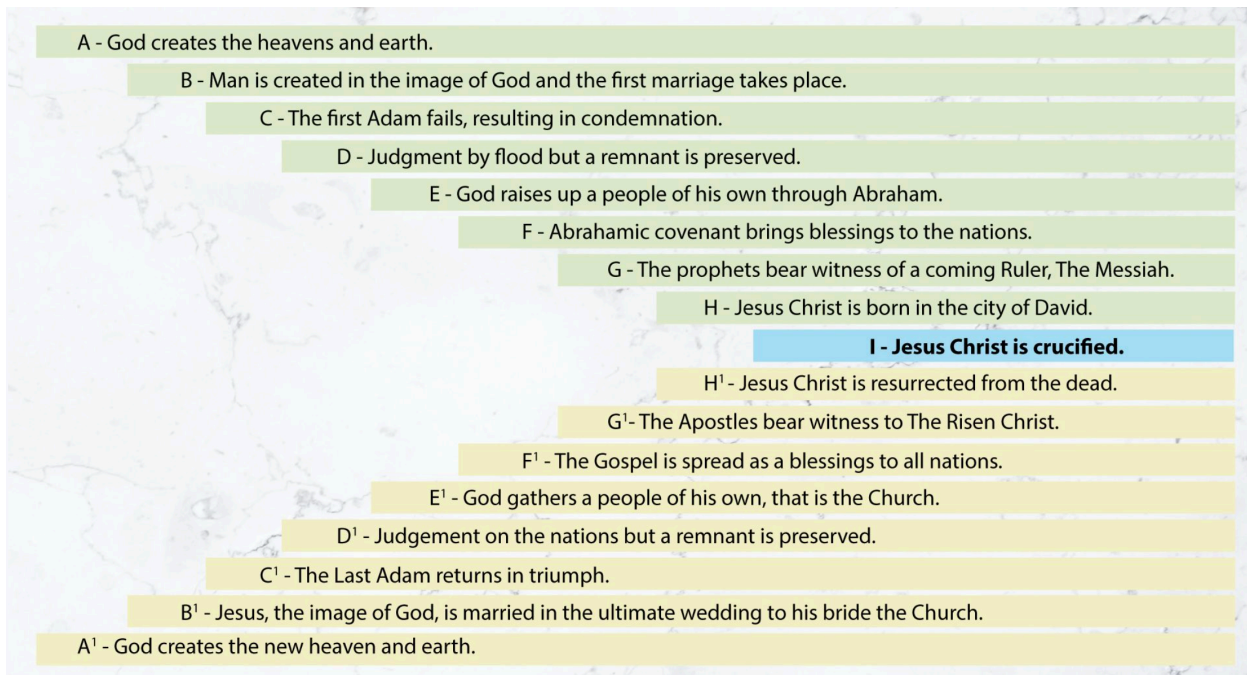 A - God creates the heavens and earth.
B - Man is created in the image of God and the first marriage takes place.
C - The first Adam fails, resulting in condemnation.
D - Judgment by flood but a remnant is preserved.
E - God raises up a people of his own through Abraham.
F - Abrahamic covenant brings blessings to the nations.
G - The prophets bear witness of a coming Ruler, The Messiah.
H - Jesus Christ is born in the city of David.
I - Jesus Christ is crucified.
H¹ - Jesus Christ is resurrected from the dead.
G¹- The Apostles bear witness to The Risen Christ.
F¹ - The Gospel is spread as a blessings to all nations.
E¹ - God gathers a people of his own, that is the Church.
D¹ - Judgement on the nations but a remnant is preserved.
C¹ - The Last Adam returns in triumph.
B¹ - Jesus, the image of God, is married in the ultimate wedding to his bride the Church.
A¹ - God creates the new heaven and earth.